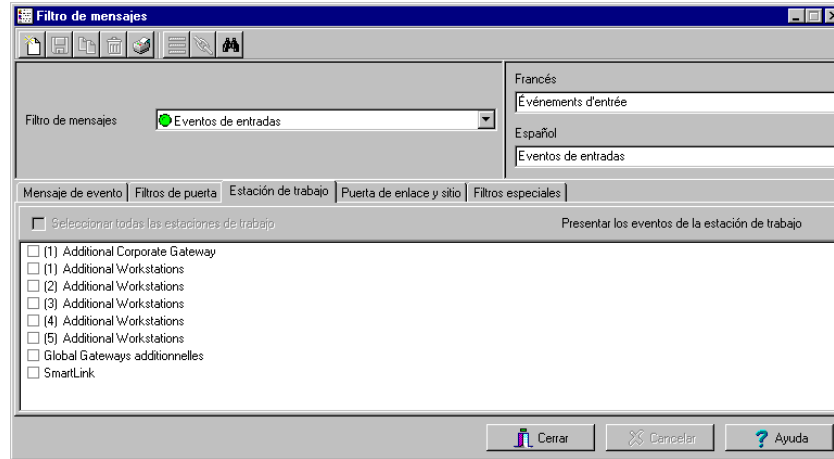 Filtro de mensajes
Francés
Événements d'entrée
Filtro de mensajes
Eventos de entradas
Español
Eventos de entradas
Mensaje de evento
Filtros de puerta
Estación de trabajo
Puerta de enlace y sitio
Filtros especiales
Seleccionar todas las estaciones de trabajo
Presentar los eventos de la estación de trabajo
(1) Additional Corporate Gateway
(1) Additional Workstations
(2) Additional Workstations
(3) Additional Workstations
(4) Additional Workstations
(5) Additional Workstations
Global Gateways additionnelles
SmartLink
Cerrar
Cancelar
Ayuda